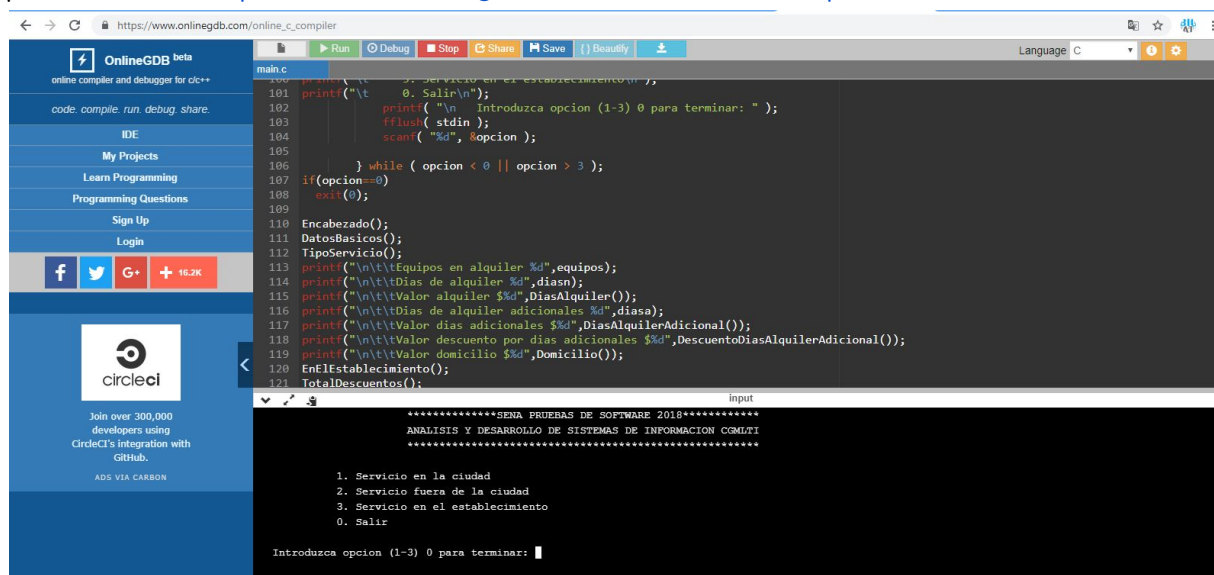 https://www.onlinegdb.com/online_c_compiler
OnlineGDB beta
online compiler and debugger for c/c++
code. compile. run. debug. share.
IDE
My Projects
Learn Programming
Programming Questions
Sign Up
Login
f
G+
+ 16.2K
circleci
Join over 300,000
developers using
CircleCI's integration with
GitHub.
ADS VIA CARBON
Run Debug Stop Share Save {} Beautify
Language C
main.c
100 printf( "\t 3. Servicio en el establecimiento\n" );
101 printf("\t 0. Salir\n");
102 printf( "\n Introduzca opcion (1-3) 0 para terminar: " );
103 fflush( stdin );
104 scanf( "%d", &opcion );
105
106 } while ( opcion < 0 || opcion > 3 );
107 if(opcion==0)
108 exit(0);
109
110 Encabezado();
111 DatosBasicos();
112 TipoServicio();
113 printf("\n\t\tEquipos en alquiler %d",equipos);
114 printf("\n\t\tDias de alquiler %d",diasn);
115 printf("\n\t\tValor alquiler $%d",DiasAlquiler());
116 printf("\n\t\tDias de alquiler adicionales %d",diasa);
117 printf("\n\t\tValor dias adicionales $%d",DiasAlquilerAdicional());
118 printf("\n\t\tValor descuento por dias adicionales $%d",DescuentoDiasAlquilerAdicional());
119 printf("\n\t\tValor domicilio $%d",Domicilio());
120 EnElEstablecimiento();
121 TotalDescuentos();
input
**************SENA PRUEBAS DE SOFTWARE 2018************
ANALISIS Y DESARROLLO DE SISTEMAS DE INFORMACION CGMLTI
*******************************************************
1. Servicio en la ciudad
2. Servicio fuera de la ciudad
3. Servicio en el establecimiento
0. Salir
Introduzca opcion (1-3) 0 para terminar: